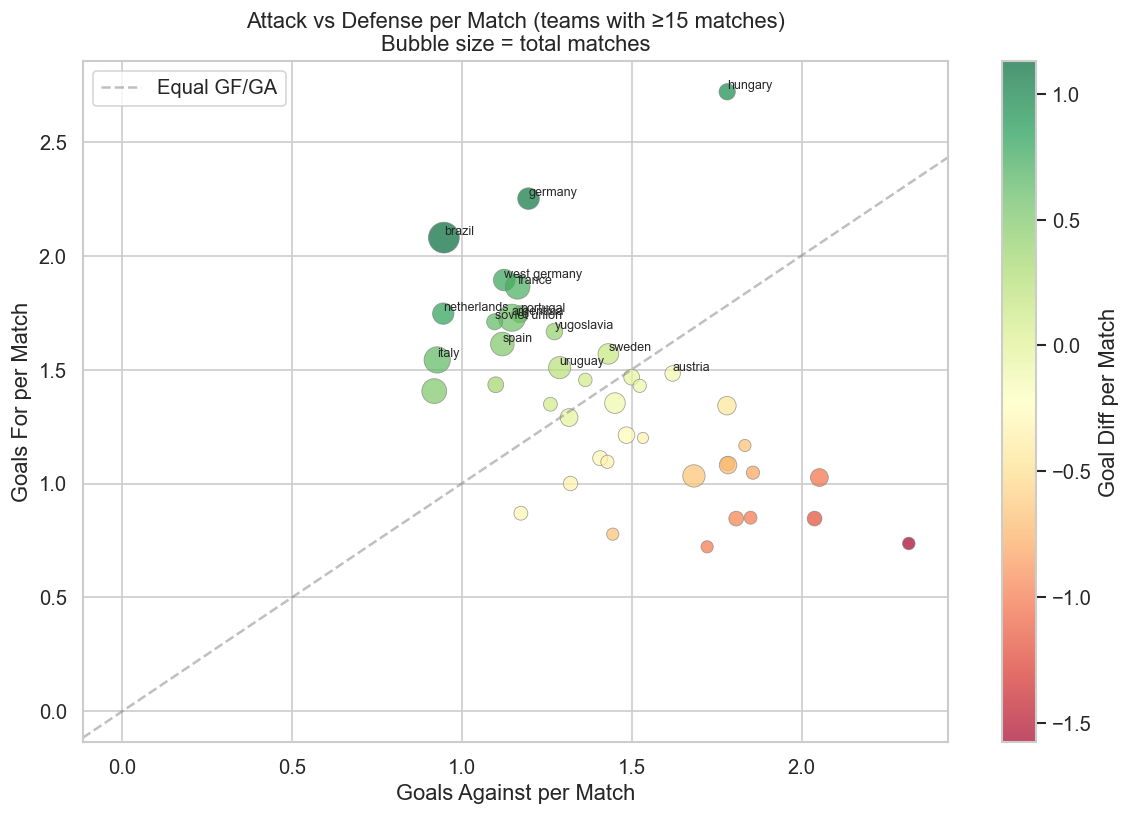 Attack vs Defense per Match (teams with ≥15 matches)
Bubble size = total matches
Equal GF/GA
hungary
germany
brazil
west germany
france
netherlands
portugal
soviet union
yugoslavia
spain
sweden
italy
uruguay
austria
Goals For per Match
2.5
2.0
1.5
1.0
0.5
0.0
0.0
0.5
1.0
1.5
2.0
Goals Against per Match
1.0
0.5
0.0
−0.5
−1.0
−1.5
Goal Diff per Match